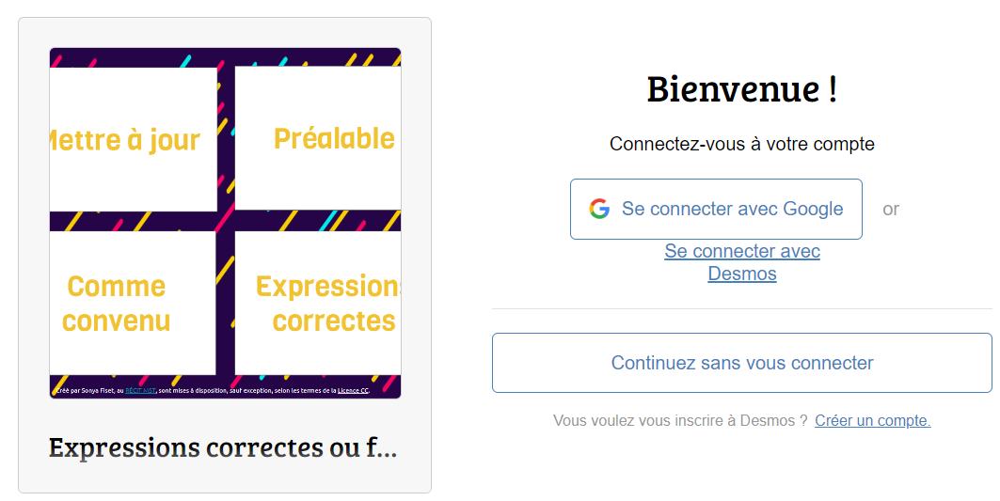 Mettre à jour
Préalable
Comme
convenu
Expressions
correctes
Créé par Sonya Fiset, au RÉCIT MST, sont mises à disposition, sauf exception, selon les termes de la Licence CC.
Expressions correctes ou f...
Bienvenue !
Connectez-vous à votre compte
Se connecter avec Google
or
Se connecter avec
Desmos
Continuez sans vous connecter
Vous voulez vous inscrire à Desmos ? Créer un compte.